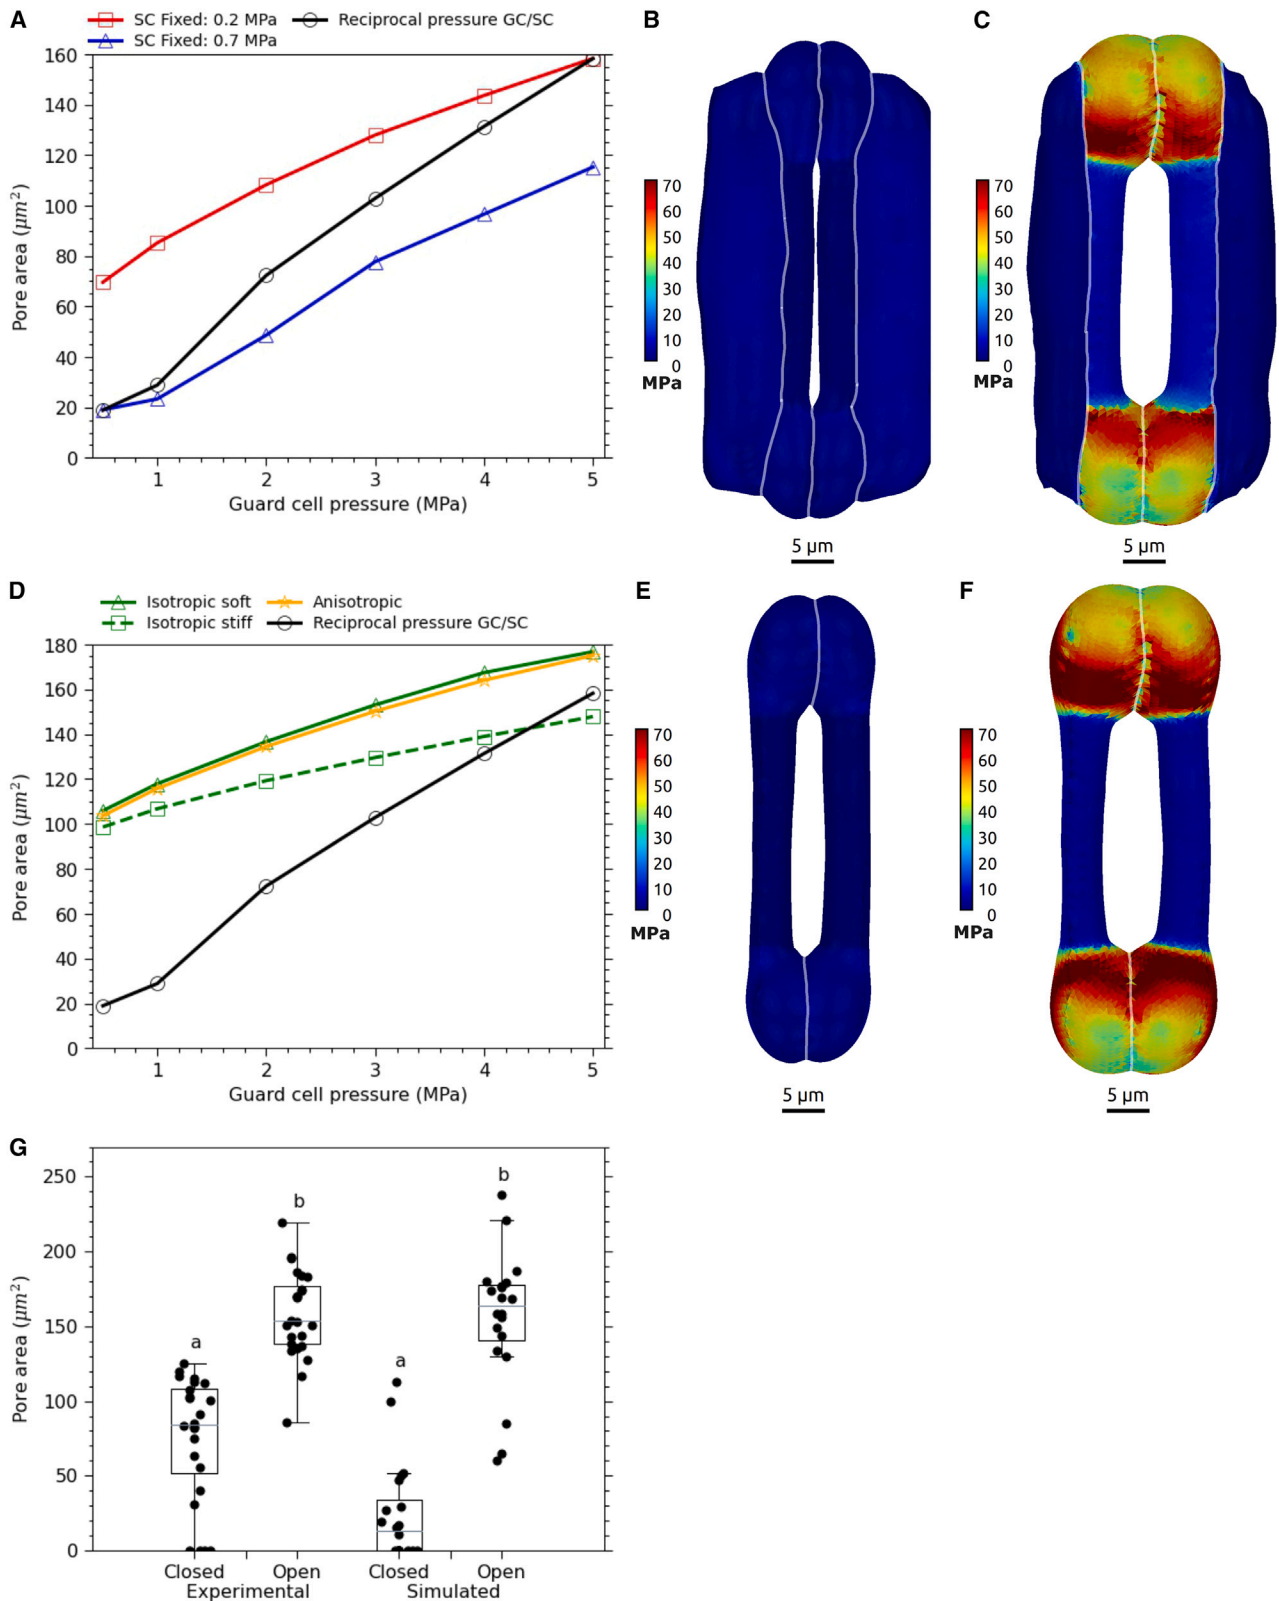 A
SC Fixed: 0.2 MPa
Reciprocal pressure GC/SC
SC Fixed: 0.7 MPa
160
140
120
100
80
60
40
20
0
Pore area (μm²)
1 2 3 4 5
Guard cell pressure (MPa)
B
70
60
50
40
30
20
10
0
MPa
5 μm
C
70
60
50
40
30
20
10
0
MPa
5 μm
D
Isotropic soft
Anisotropic
Isotropic stiff
Reciprocal pressure GC/SC
180
160
140
120
100
80
60
40
20
0
Pore area (μm²)
1 2 3 4 5
Guard cell pressure (MPa)
E
70
60
50
40
30
20
10
0
MPa
5 μm
F
70
60
50
40
30
20
10
0
MPa
5 μm
G
250
200
150
100
50
0
Pore area (μm²)
a b a b
Closed Open Closed Open
Experimental Simulated